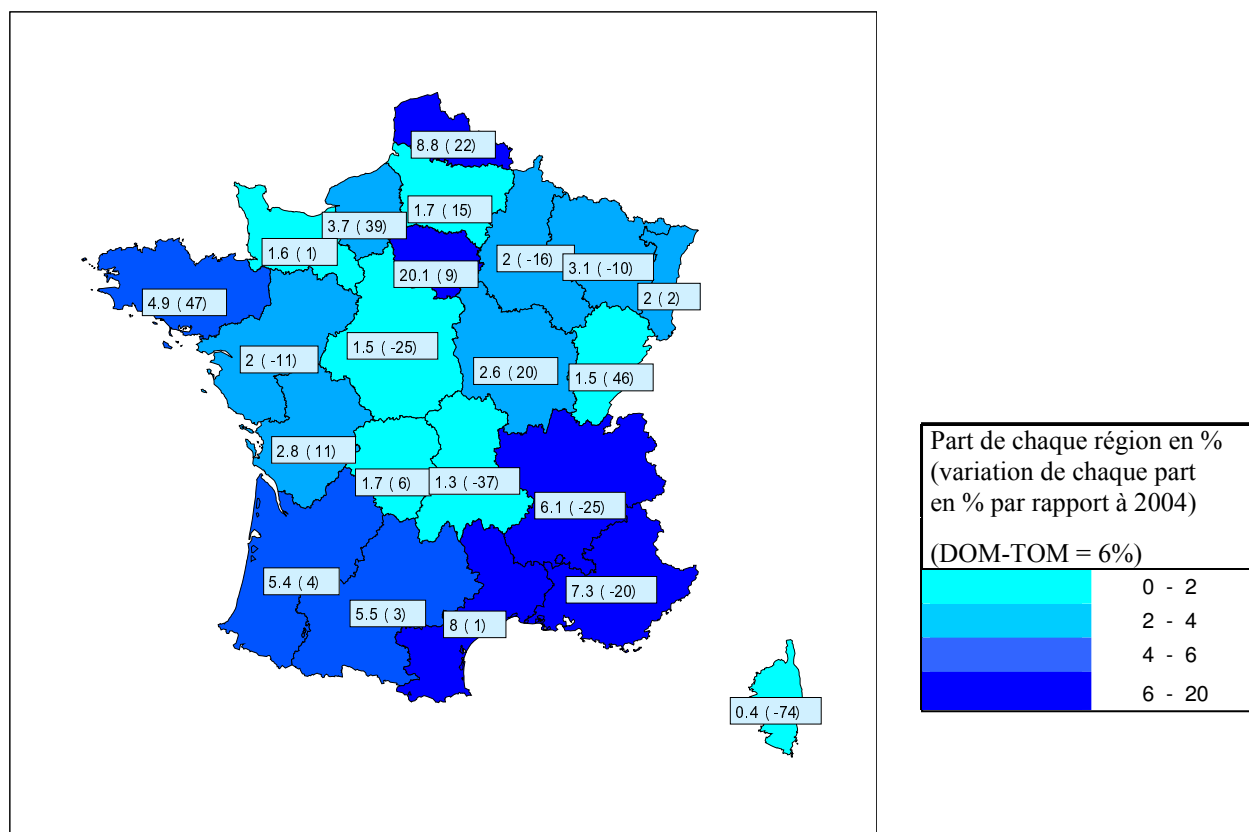 8.8 ( 22)
1.7 ( 15)
3.7 ( 39)
1.6 ( 1)
20.1 ( 9)
2 ( -16)
3.1 ( -10)
2 ( 2)
4.9 ( 47)
2 ( -11)
1.5 ( -25)
2.6 ( 20)
1.5 ( 46)
2.8 ( 11)
1.7 ( 6)
1.3 ( -37)
6.1 ( -25)
5.4 ( 4)
5.5 ( 3)
8 ( 1)
7.3 ( -20)
0.4 ( -74)
Part de chaque région en %
(variation de chaque part
en % par rapport à 2004)
(DOM-TOM = 6%)
0 - 2
2 - 4
4 - 6
6 - 20